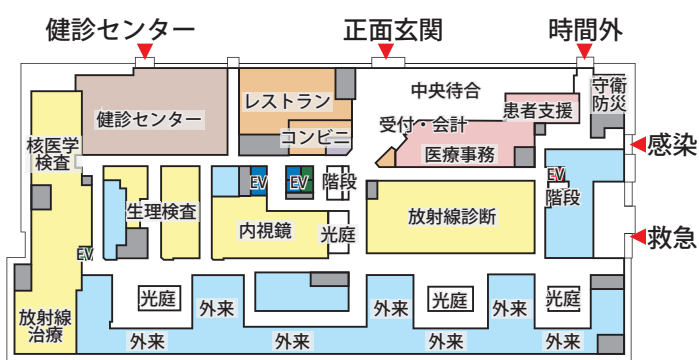 健診センター
正面玄関
時間外
中央待合
守衛
防災
レストラン
患者支援
健診センター
受付・会計
コンビニ
感染
核医学
検査
医療事務
EV
EV
階段
EV
階段
生理検査
放射線診断
内視鏡
光庭
救急
EV
光庭
光庭
光庭
外来
外来
外来
放射線
治療
外来
外来
外来
外来